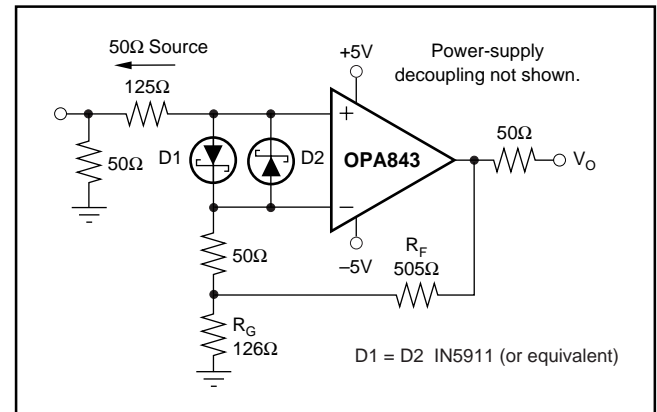 50Ω Source
+5V
Power-supply
decoupling not shown.
125Ω
50Ω
D1
D2
+
OPA843
–
50Ω
VO
–5V
50Ω
RF
505Ω
RG
126Ω
D1 = D2 IN5911 (or equivalent)